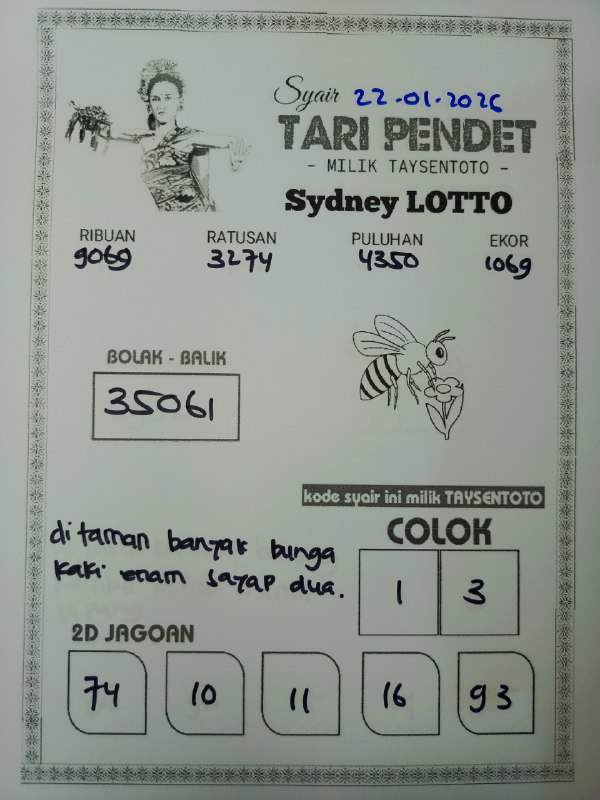 Syair 22-01-2026
TARI PENDET
- MILIK TAYSENTOTO -
Sydney LOTTO
RIBUAN RATUSAN PULUHAN EKOR
9069 3274 4350 1069
BOLAK - BALIK
35061
kode syair ini milik TAYSENTOTO
COLOK
1 3
di taman banyak bunga
kaki enam sayap dua.
2D JAGOAN
74 10 11 16 93